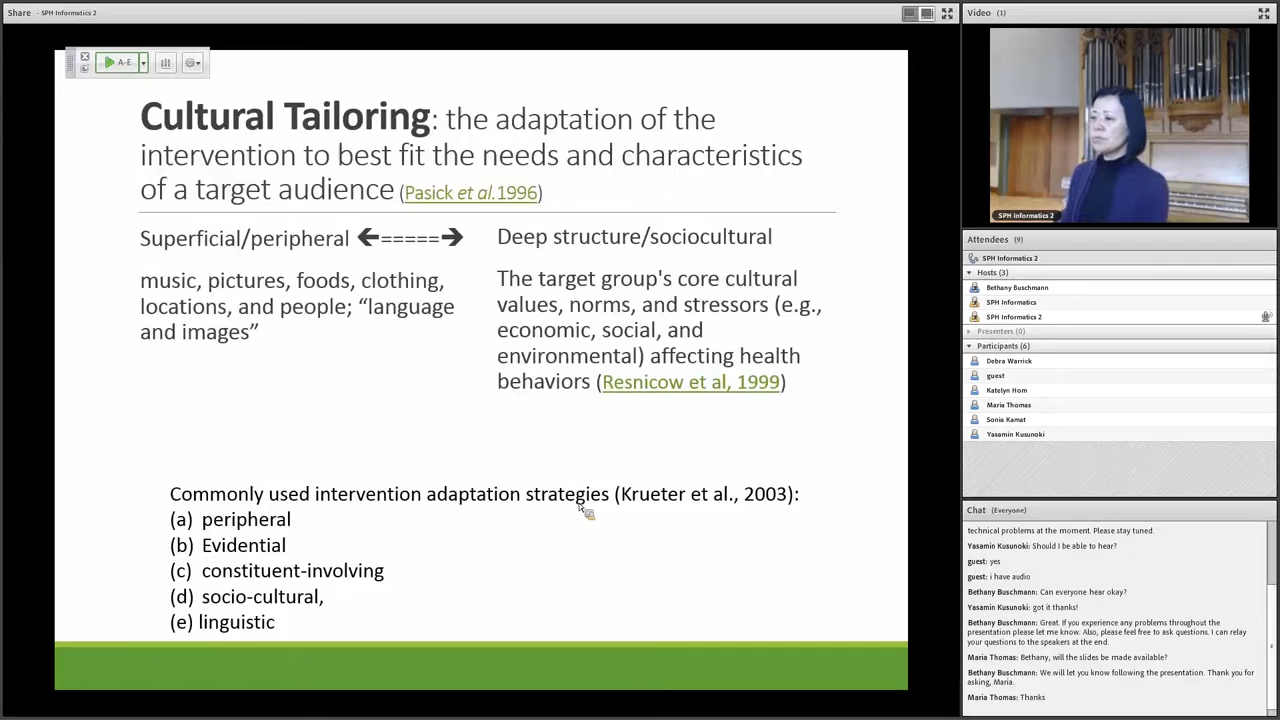 Share - SPH Informatics 2
A-E
Cultural Tailoring: the adaptation of the
intervention to best fit the needs and characteristics
of a target audience (Pasick et al.1996)
Superficial/peripheral 🡸=====🡺
music, pictures, foods, clothing,
locations, and people; “language
and images”
Deep structure/sociocultural
The target group's core cultural
values, norms, and stressors (e.g.,
economic, social, and
environmental) affecting health
behaviors (Resnicow et al, 1999)
Commonly used intervention adaptation strategies (Krueter et al., 2003):
(a) peripheral
(b) Evidential
(c) constituent-involving
(d) socio-cultural,
(e) linguistic
Video (1)
SPH Informatics 2
Attendees (9)
SPH Informatics 2
Hosts (3)
Bethany Buschmann
SPH Informatics
SPH Informatics 2
Presenters (0)
Participants (6)
Debra Warrick
guest
Katelyn Hom
Maria Thomas
Sonia Kamat
Yasamin Kusunoki
Chat (Everyone)
technical problems at the moment. Please stay tuned.
Yasamin Kusunoki: Should I be able to hear?
guest: yes
guest: i have audio
Bethany Buschmann: Can everyone hear okay?
Yasamin Kusunoki: got it thanks!
Bethany Buschmann: Great. If you experience any problems throughout the
presentation please let me know. Also, please feel free to ask questions. I can relay
your questions to the speakers at the end.
Maria Thomas: Bethany, will the slides be made available?
Bethany Buschmann: We will let you know following the presentation. Thank you for
asking, Maria.
Maria Thomas: Thanks